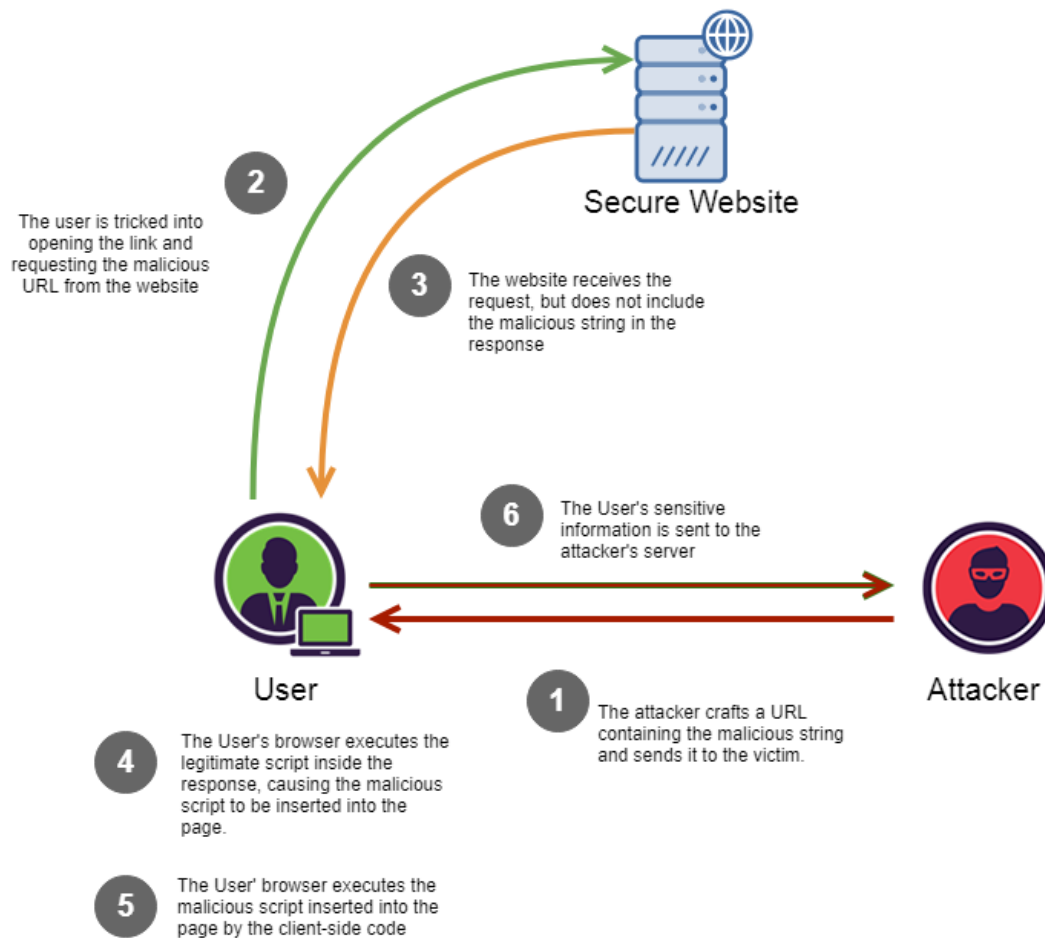 2
The user is tricked into
opening the link and
requesting the malicious
URL from the website
Secure Website
3
The website receives the
request, but does not include
the malicious string in the
response
6
The User's sensitive
information is sent to the
attacker's server
User
Attacker
1
The attacker crafts a URL
containing the malicious string
and sends it to the victim.
4
The User's browser executes the
legitimate script inside the
response, causing the malicious
script to be inserted into the
page.
5
The User' browser executes the
malicious script inserted into the
page by the client-side code